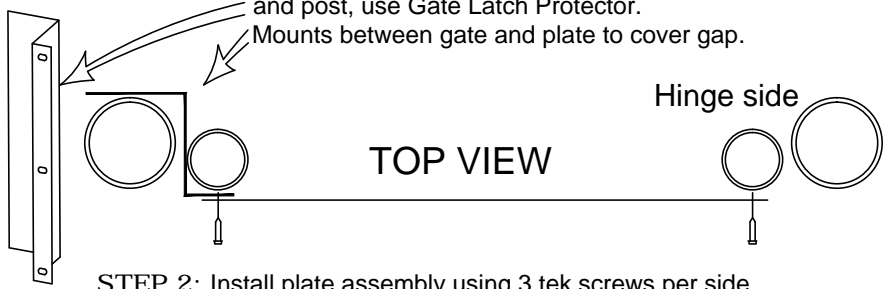 and post, use Gate Latch Protector.
Mounts between gate and plate to cover gap.
Hinge side
TOP VIEW
STEP 2: Install plate assembly using 3 tek screws per side